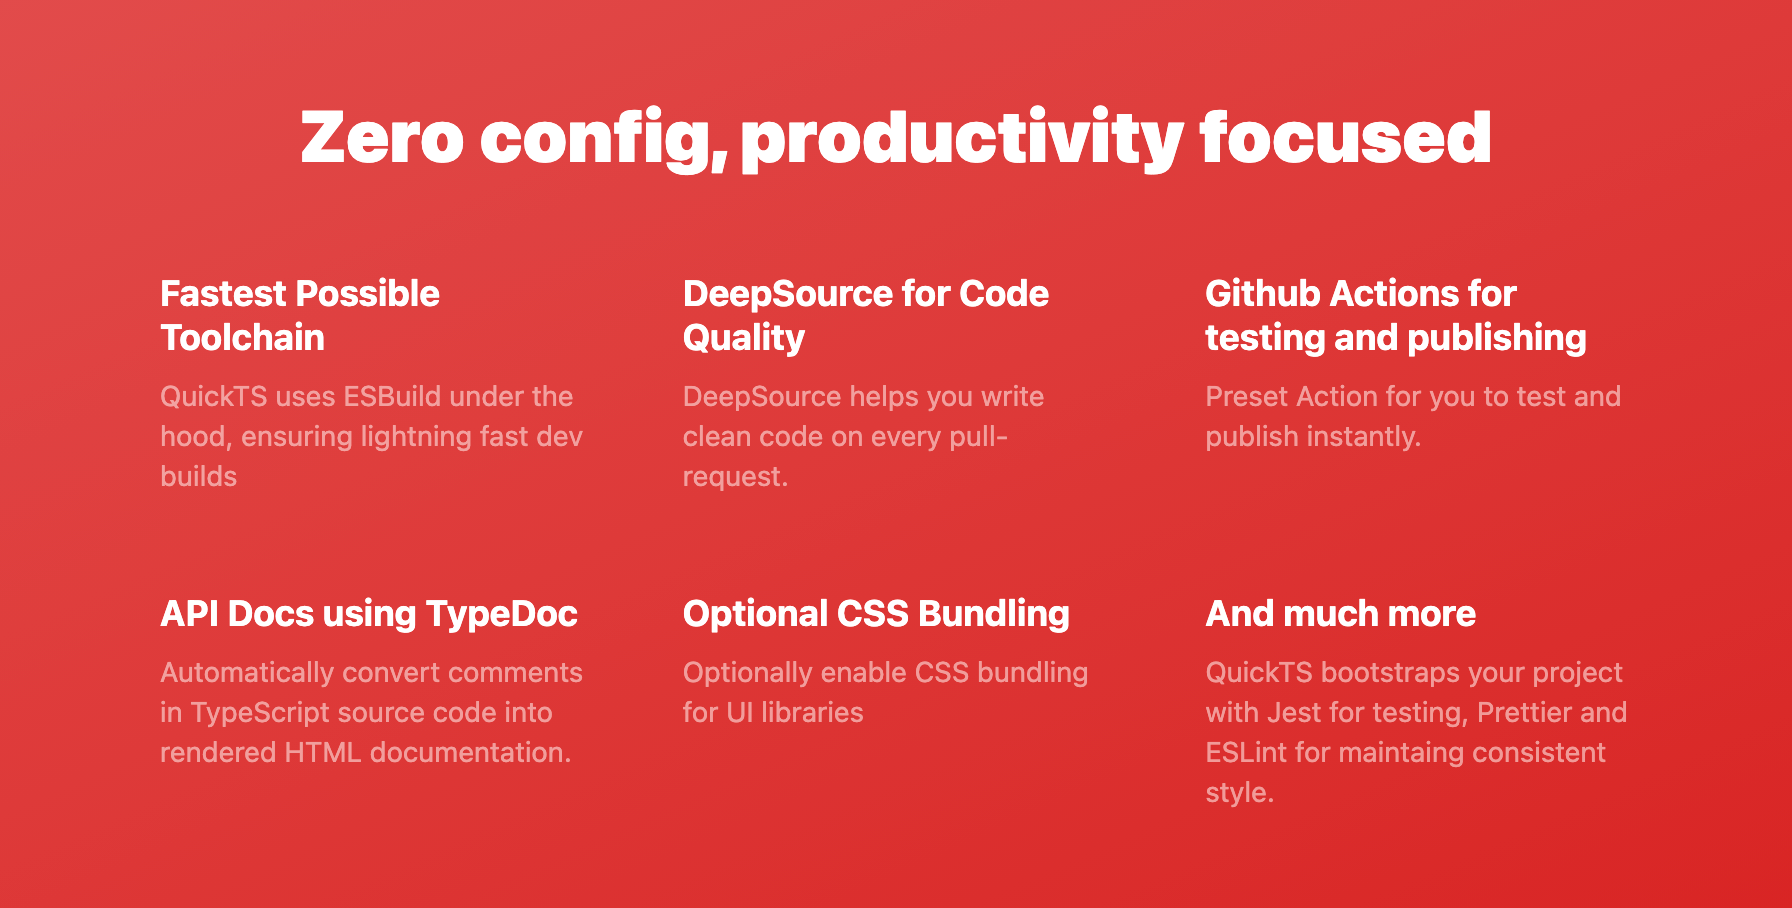 Zero config, productivity focused
Fastest Possible
Toolchain
QuickTS uses ESBuild under the
hood, ensuring lightning fast dev
builds
DeepSource for Code
Quality
DeepSource helps you write
clean code on every pull-
request.
Github Actions for
testing and publishing
Preset Action for you to test and
publish instantly.
API Docs using TypeDoc
Automatically convert comments
in TypeScript source code into
rendered HTML documentation.
Optional CSS Bundling
Optionally enable CSS bundling
for UI libraries
And much more
QuickTS bootstraps your project
with Jest for testing, Prettier and
ESLint for maintaing consistent
style.